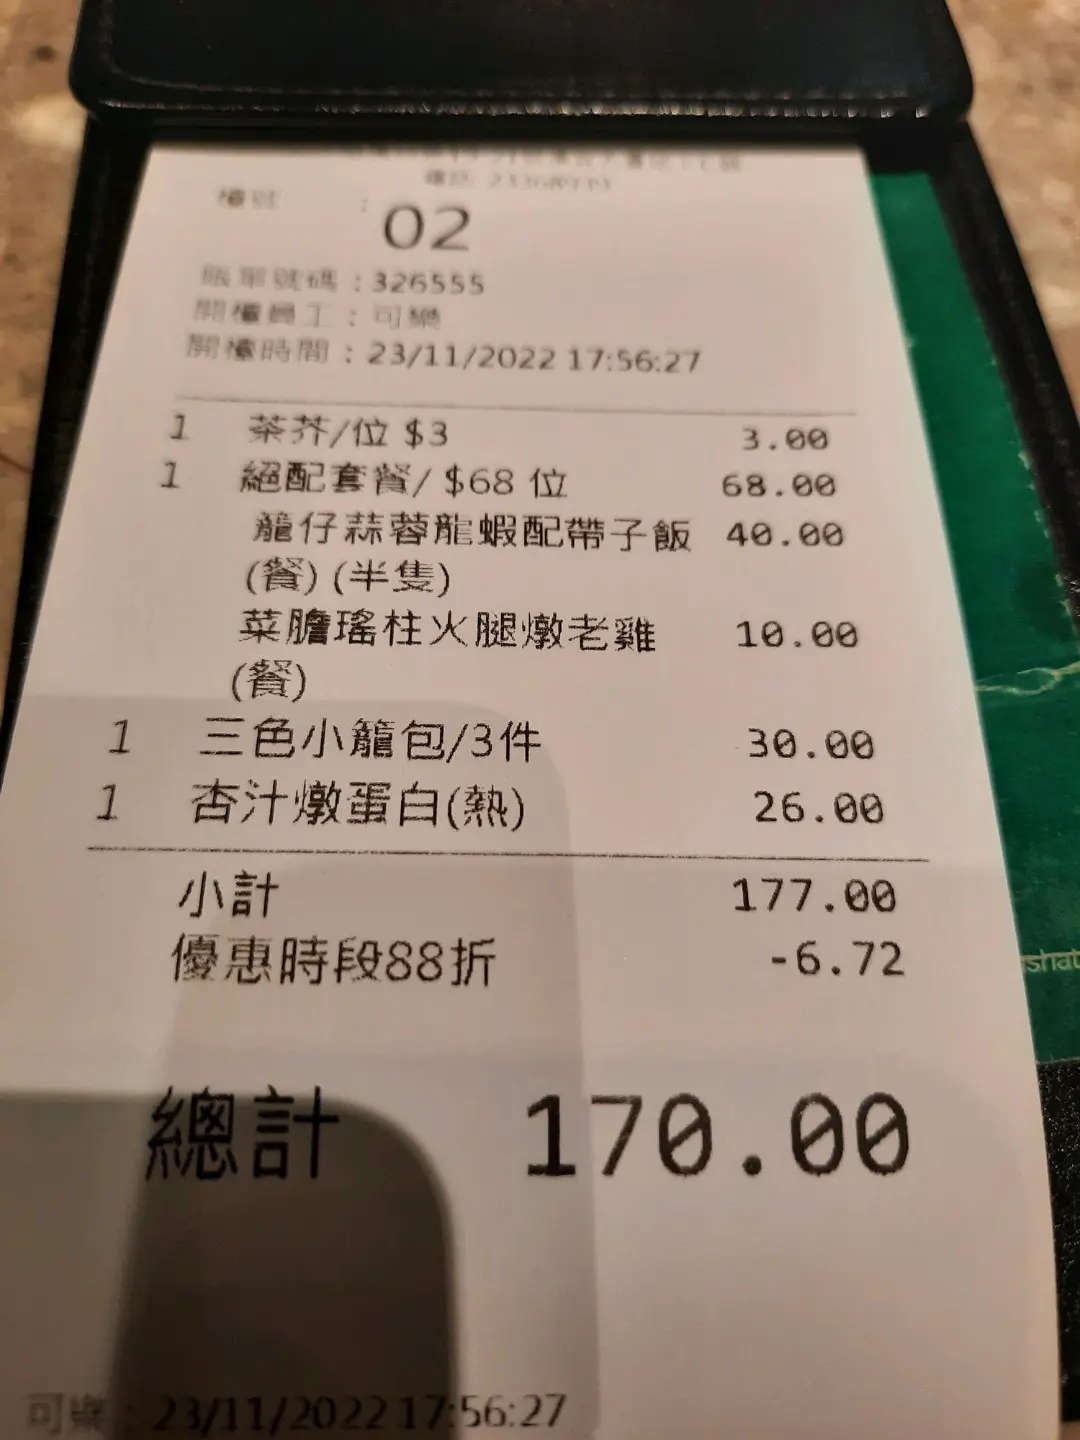 檯號 : 02
賬單號碼 : 326555
開檯員工 : 可樂
開檯時間 : 23/11/2022 17:56:27
1 茶芥/位 $3 3.00
1 絕配套餐/ $68 位 68.00
龍仔蒜蓉龍蝦配帶子飯 40.00
(餐) (半隻)
菜膽瑤柱火腿燉老雞 10.00
(餐)
1 三色小籠包/3件 30.00
1 杏汁燉蛋白(熱) 26.00
小計 177.00
優惠時段88折 -6.72
總計 170.00
可樂 : 23/11/2022 17:56:27